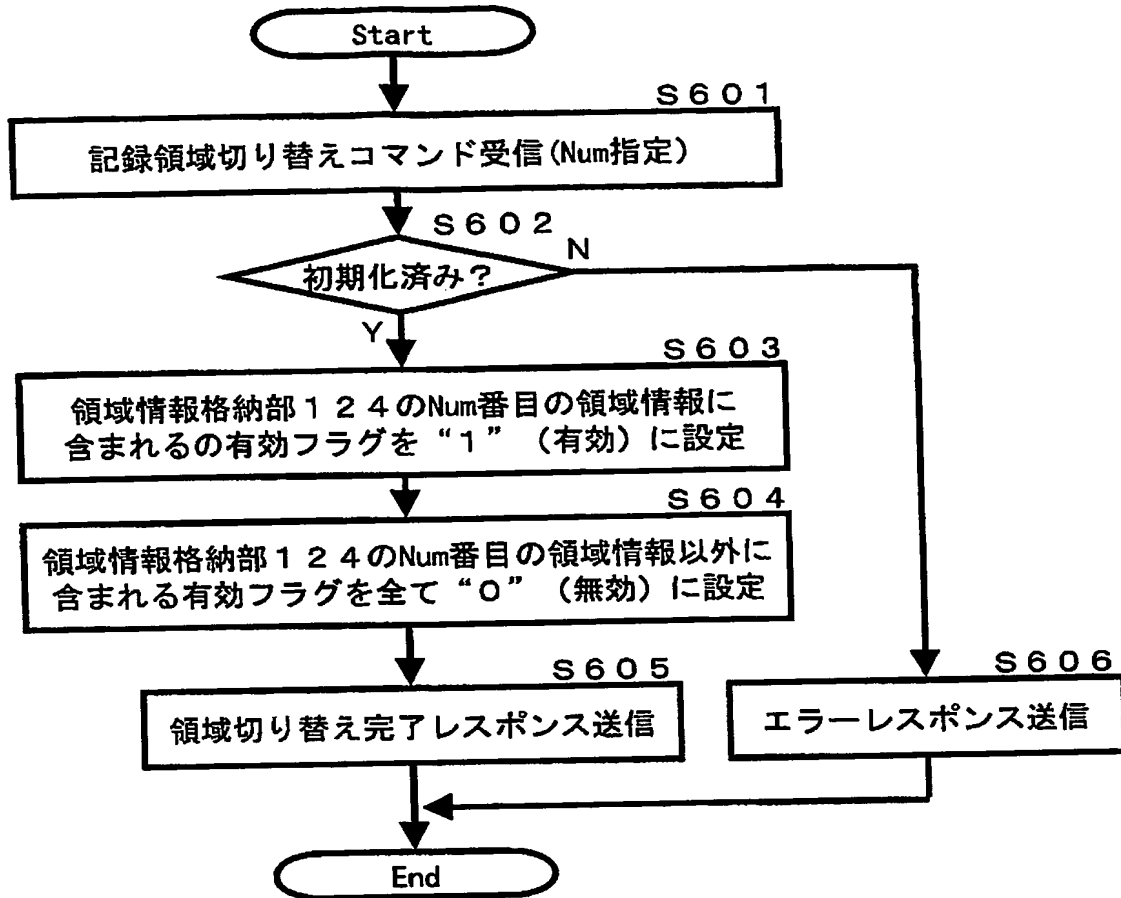 Start
S601
記録領域切り替えコマンド受信(Num指定)
S602
初期化済み?
N
Y
S603
領域情報格納部124のNum番目の領域情報に
含まれるの有効フラグを“1”(有効)に設定
S604
領域情報格納部124のNum番目の領域情報以外に
含まれる有効フラグを全て“0”(無効)に設定
S605
領域切り替え完了レスポンス送信
S606
エラーレスポンス送信
End